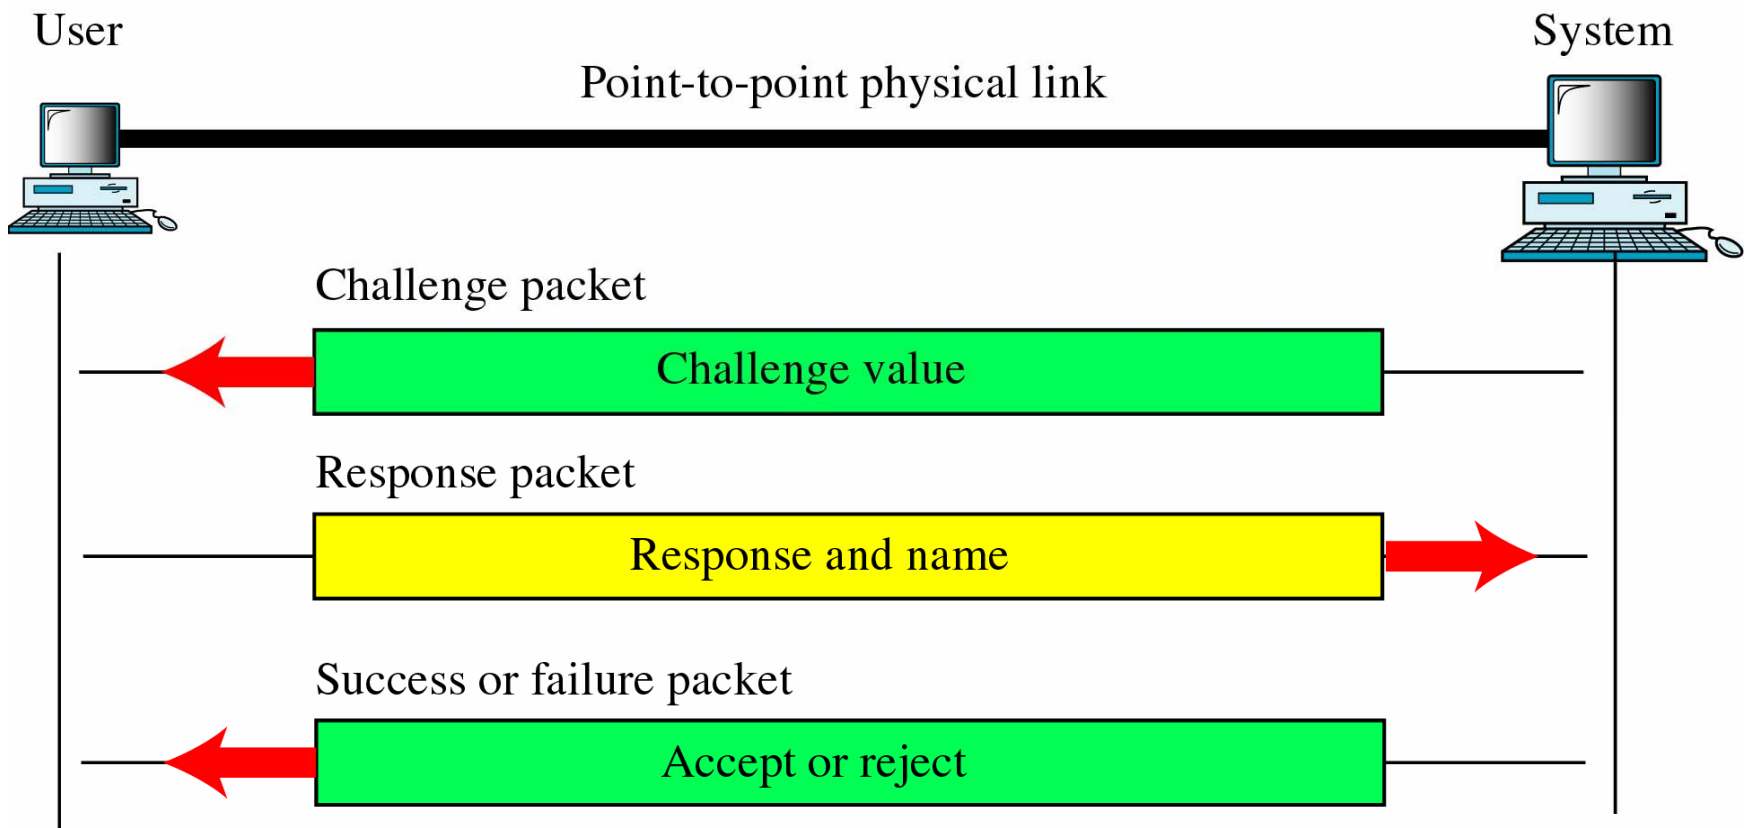 User
System
Point-to-point physical link
Challenge packet
Challenge value
Response packet
Response and name
Success or failure packet
Accept or reject